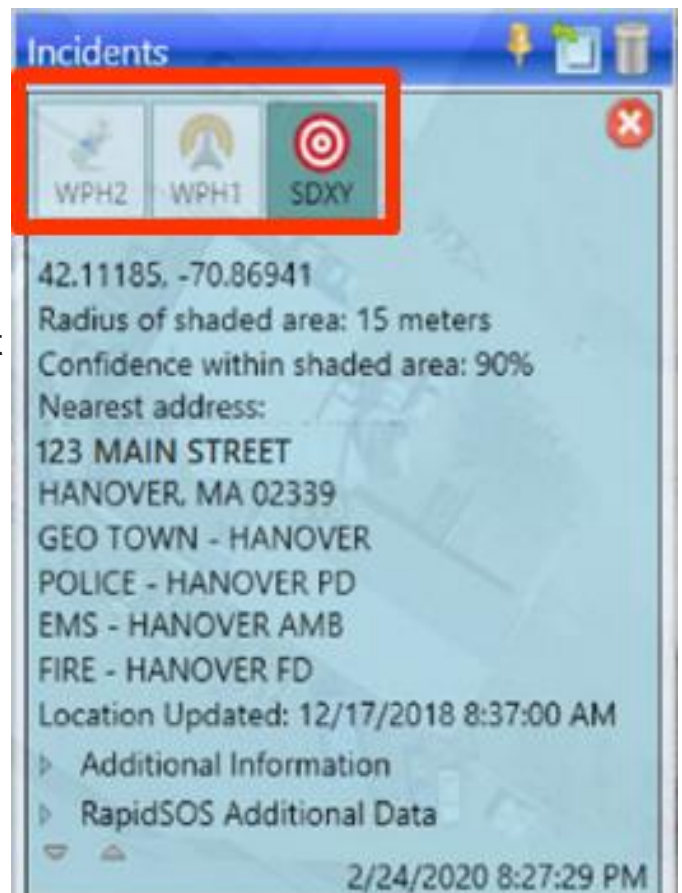 Incidents
WPH2 WPH1 SDXY
42.11185, -70.86941
Radius of shaded area: 15 meters
Confidence within shaded area: 90%
Nearest address:
123 MAIN STREET
HANOVER, MA 02339
GEO TOWN - HANOVER
POLICE - HANOVER PD
EMS - HANOVER AMB
FIRE - HANOVER FD
Location Updated: 12/17/2018 8:37:00 AM
Additional Information
RapidSOS Additional Data
2/24/2020 8:27:29 PM